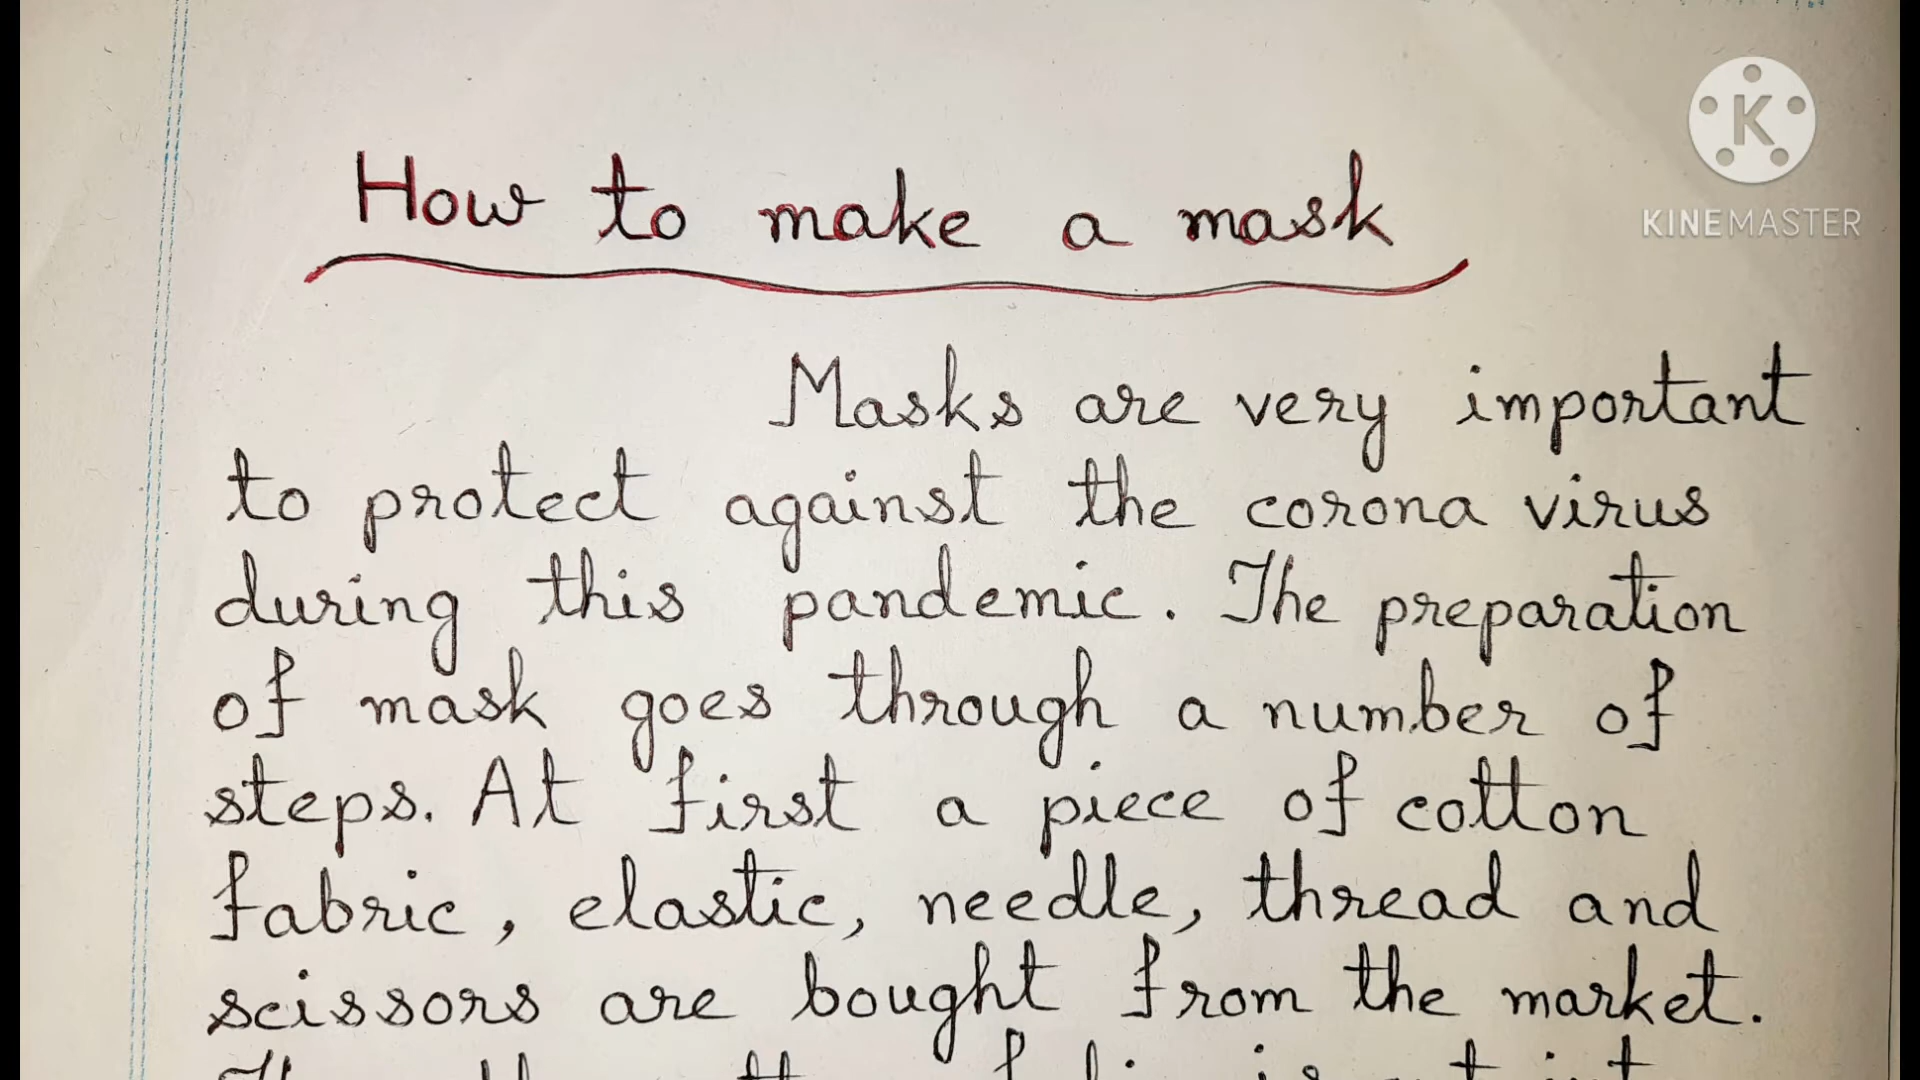 K
KINEMASTER
How to make a mask
Masks are very important
to protect against the corona virus
during this pandemic. The preparation
of mask goes through a number of
steps. At first a piece of cotton
fabric, elastic, needle, thread and
scissors are bought from the market.